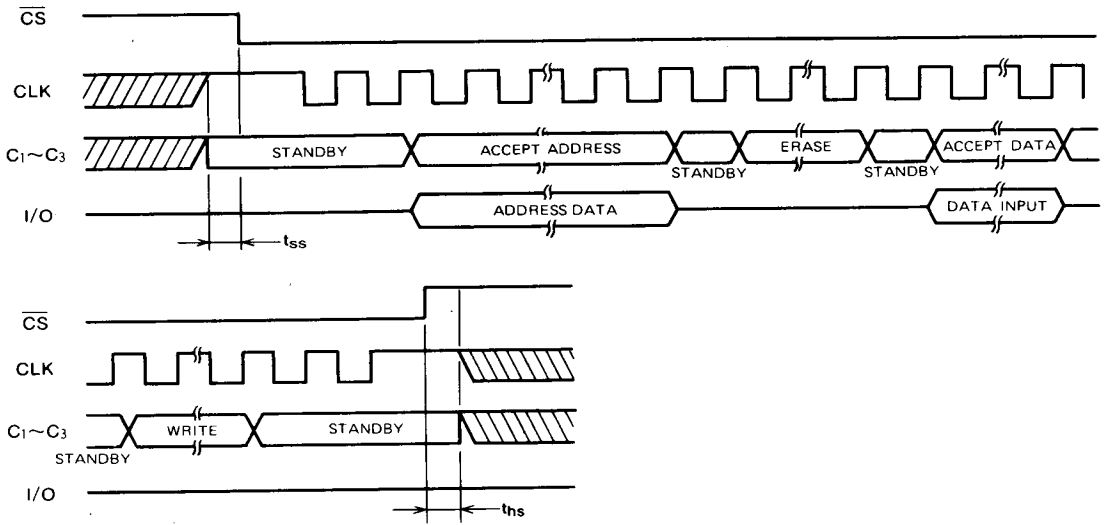 CS
CLK
C1~C3 STANDBY ACCEPT ADDRESS STANDBY ERASE STANDBY ACCEPT DATA
I/O ADDRESS DATA DATA INPUT
tss
CS
CLK
C1~C3 STANDBY WRITE STANDBY
I/O
ths